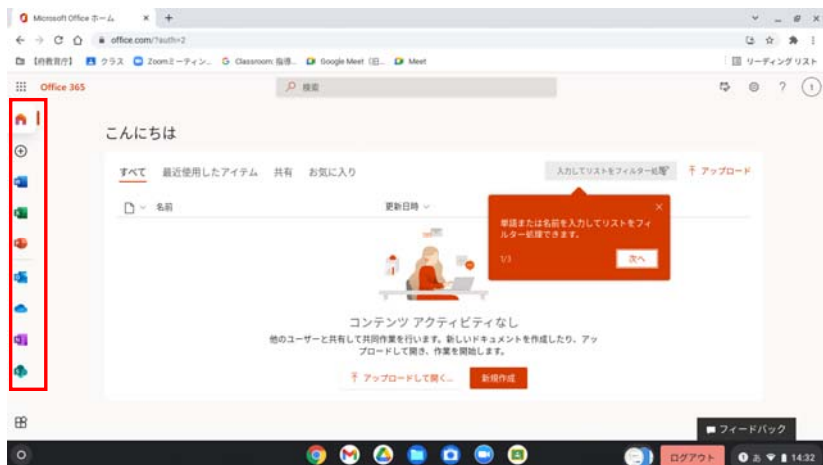 Microsoft Office ホーム
office.com/?auth=2
【府教育庁】 クラス Zoomミーティン... Classroom 指導... Google Meet (旧... Meet リーディング リスト
Office 365 検索
こんにちは
すべて 最近使用したアイテム 共有 お気に入り 入力してリストをフィルター処理 アップロード
名前 更新日時
単語または名前を入力してリストをフィ
ルター処理できます。
1/3 次へ
コンテンツ アクティビティなし
他のユーザーと共有して共同作業を行います。新しいドキュメントを作成したり、アッ
プロードして開き、作業を開始します。
アップロードして開く... 新規作成
フィードバック
ログアウト あ 14:32